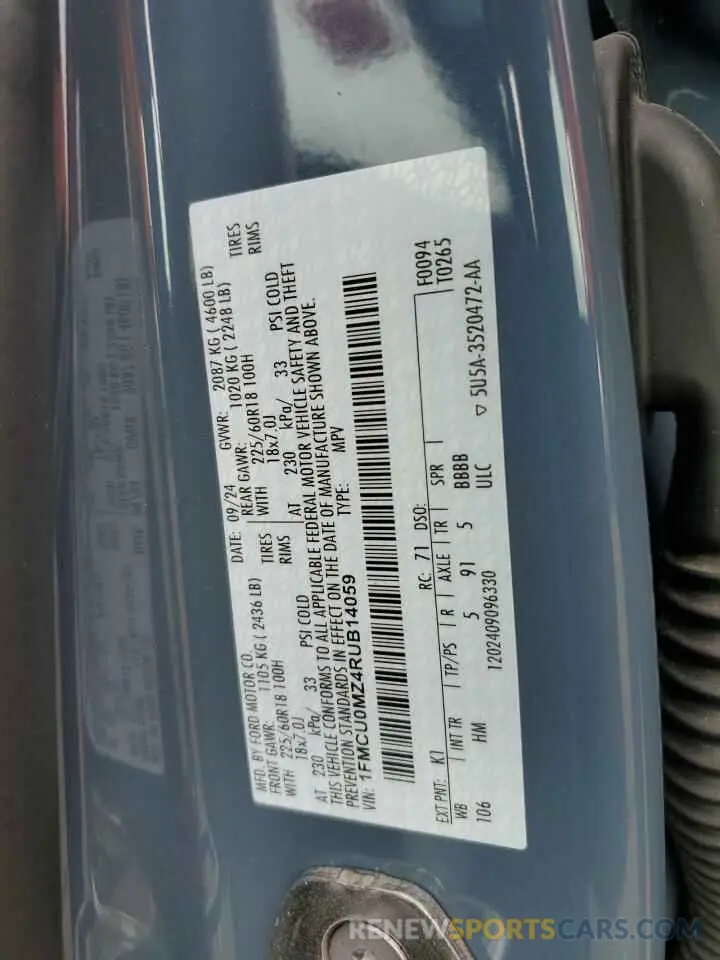 MFD. BY FORD MOTOR CO.
DATE: 09/24 GVWR: 2087 KG ( 4600 LB)
FRONT GAWR: 1105 KG ( 2436 LB) REAR GAWR: 1020 KG ( 2248 LB)
WITH 225/60R18 100H TIRES WITH 225/60R18 100H TIRES
18x7.0J RIMS 18x7.0J RIMS
AT 230 kPa/ 33 PSI COLD AT 230 kPa/ 33 PSI COLD
THIS VEHICLE CONFORMS TO ALL APPLICABLE FEDERAL MOTOR VEHICLE SAFETY AND THEFT
PREVENTION STANDARDS IN EFFECT ON THE DATE OF MANUFACTURE SHOWN ABOVE.
VIN: 1FMCU0MZ4RUB14059 TYPE: MPV
F0094
EXT PNT: K1 RC: 71 DSO: T0265
WB INT TR TP/PS R AXLE TR SPR
106 HM 5 91 5 BBBB
1202409096330 ULC ▽ 5U5A-3520472-AA
RENEWSPORTSCARS.COM